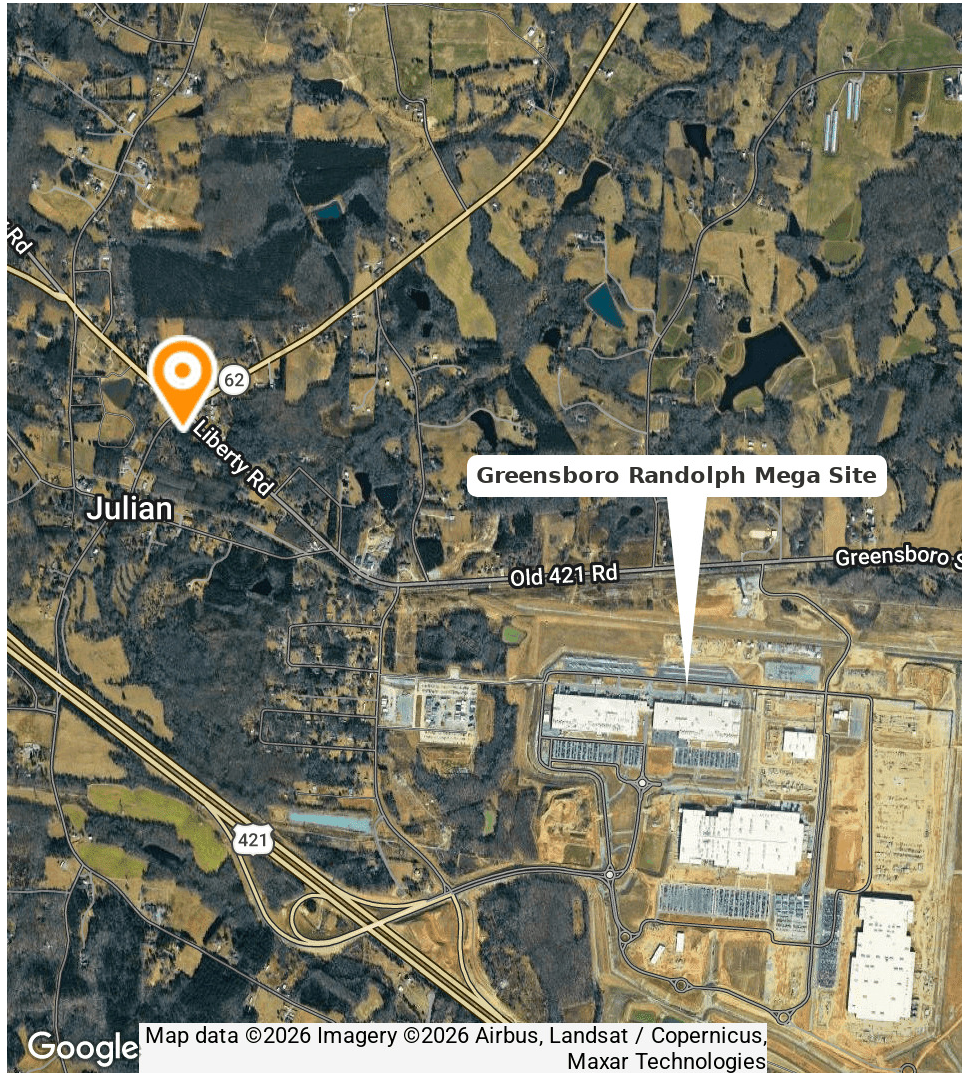 y Rd
62
Liberty Rd
Greensboro Randolph Mega Site
Julian
Old 421 Rd
Greensboro S
421
Google
Map data ©2026 Imagery ©2026 Airbus, Landsat / Copernicus,
Maxar Technologies